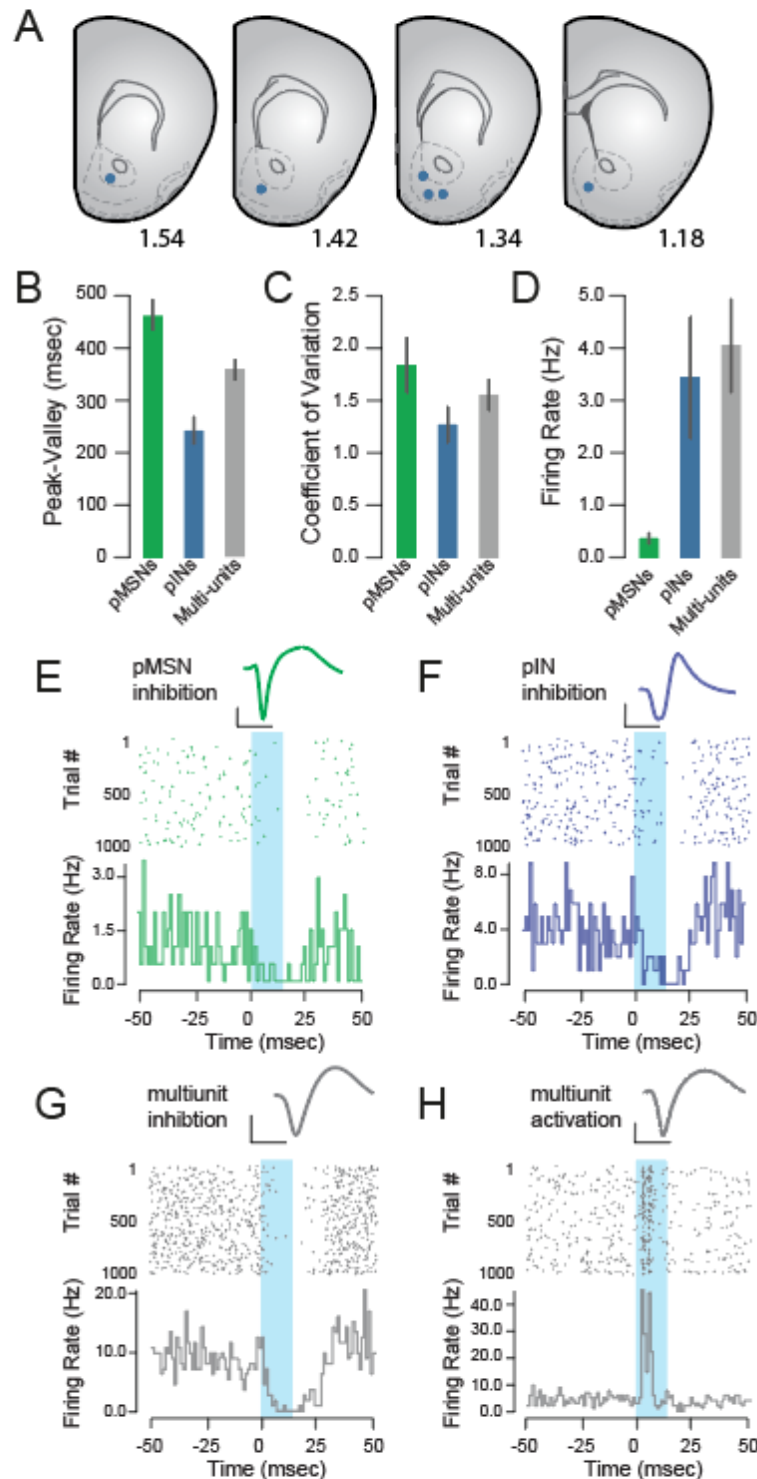 A
1.54 1.42 1.34 1.18
B
Peak-Valley (msec)
500
400
300
200
100
0
pMSNs
pINs
Multi-units
C
Coefficient of Variation
2.5
2.0
1.5
1.0
0.5
0.0
pMSNs
pINs
Multi-units
D
Firing Rate (Hz)
5.0
4.0
3.0
2.0
1.0
0.0
pMSNs
pINs
Multi-units
E
pMSN
inhibition
Trial #
1
500
1000
Firing Rate (Hz)
3.0
1.5
0.0
-50 -25 0 25 50
Time (msec)
F
pIN
inhibition
Trial #
1
500
1000
Firing Rate (Hz)
8.0
4.0
0.0
-50 -25 0 25 50
Time (msec)
G
multiunit
inhibtion
Trial #
1
500
1000
Firing Rate (Hz)
20.0
10.0
0.0
-50 -25 0 25 50
Time (msec)
H
multiunit
activation
Trial #
1
500
1000
Firing Rate (Hz)
40.0
30.0
20.0
10.0
0.0
-50 -25 0 25 50
Time (msec)